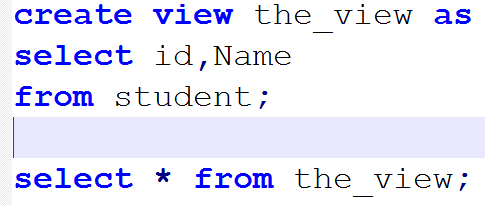 create view the_view as
select id,Name
from student;
select * from the_view;